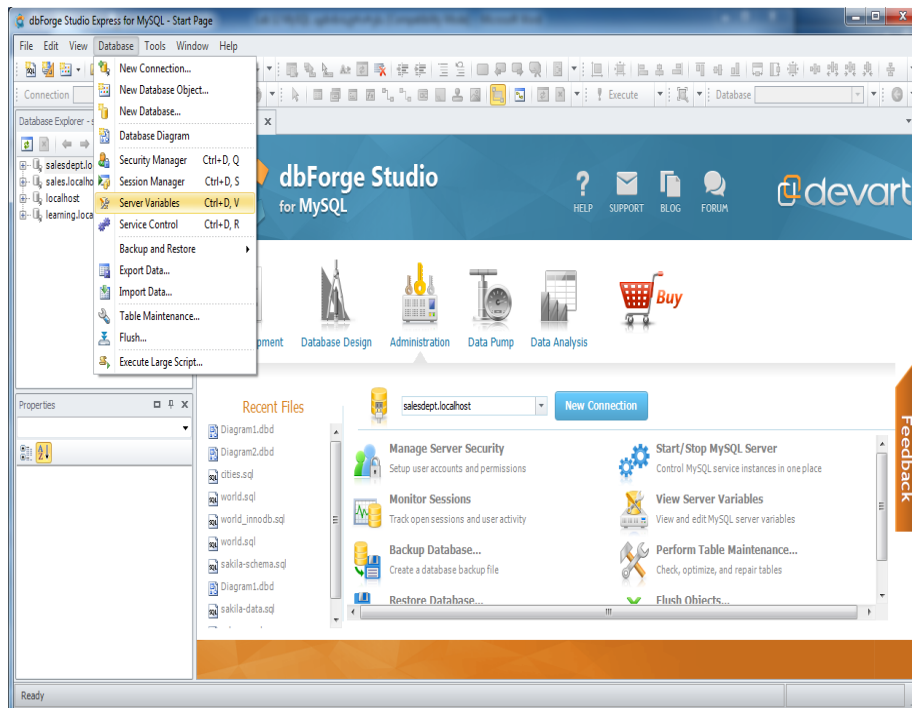 dbForge Studio Express for MySQL - Start Page
File Edit View Database Tools Window Help
Connection
Execute
Database
Database Explorer - s
salesdept.lo
sales.localho
localhost
learning.loca
New Connection...
New Database Object...
New Database...
Database Diagram
Security Manager Ctrl+D, Q
Session Manager Ctrl+D, S
Server Variables Ctrl+D, V
Service Control Ctrl+D, R
Backup and Restore
Export Data...
Import Data...
Table Maintenance...
Flush...
Execute Large Script...
dbForge Studio
for MySQL
HELP SUPPORT BLOG FORUM
devart
Buy
pment Database Design Administration Data Pump Data Analysis
Properties
Recent Files
Diagram1.dbd
Diagram2.dbd
cities.sql
world.sql
world_innodb.sql
world.sql
sakila-schema.sql
Diagram1.dbd
sakila-data.sql
salesdept.localhost
New Connection
Manage Server Security
Setup user accounts and permissions
Start/Stop MySQL Server
Control MySQL service instances in one place
Monitor Sessions
Track open sessions and user activity
View Server Variables
View and edit MySQL server variables
Backup Database...
Create a database backup file
Perform Table Maintenance...
Check, optimize, and repair tables
Restore Database...
Flush Objects...
Feedback
Ready